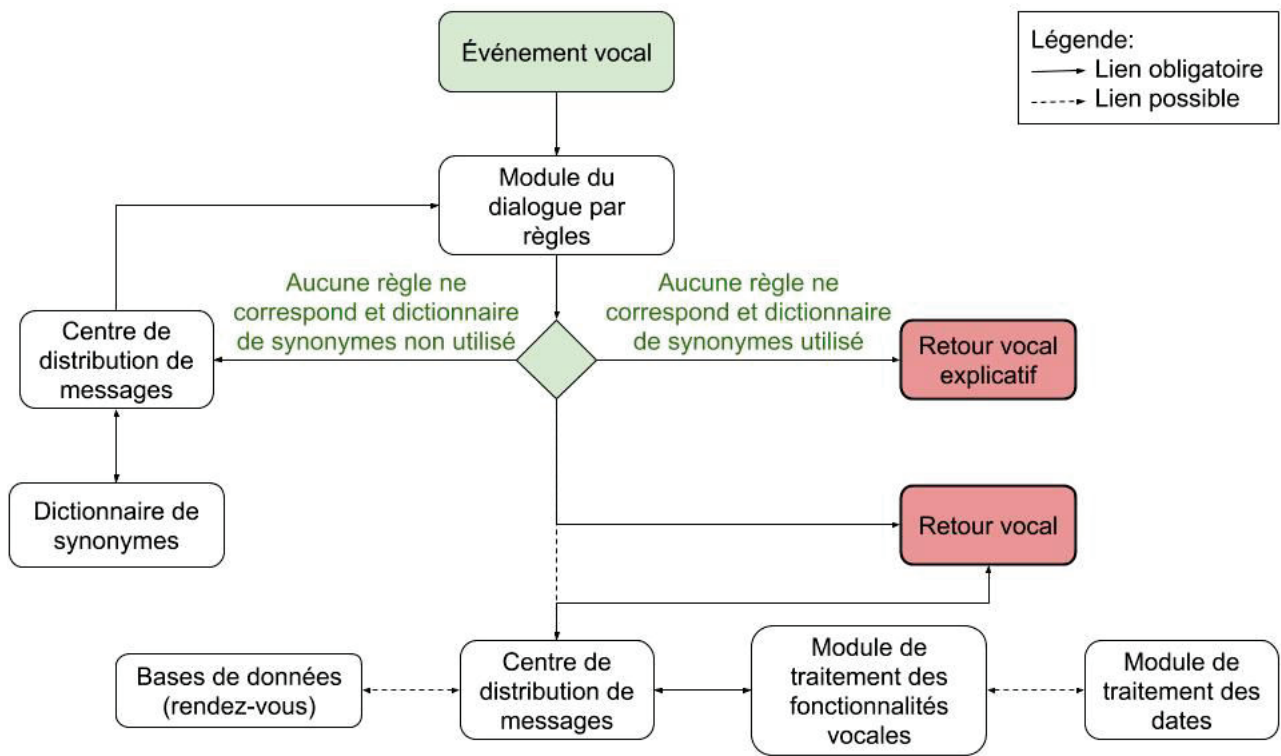 Événement vocal
Légende:
Lien obligatoire
Lien possible
Module du
dialogue par
règles
Aucune règle ne
correspond et dictionnaire
de synonymes non utilisé
Aucune règle ne
correspond et dictionnaire
de synonymes utilisé
Centre de
distribution de
messages
Retour vocal
explicatif
Dictionnaire de
synonymes
Retour vocal
Bases de données
(rendez-vous)
Centre de
distribution de
messages
Module de
traitement des
fonctionnalités
vocales
Module de
traitement des
dates